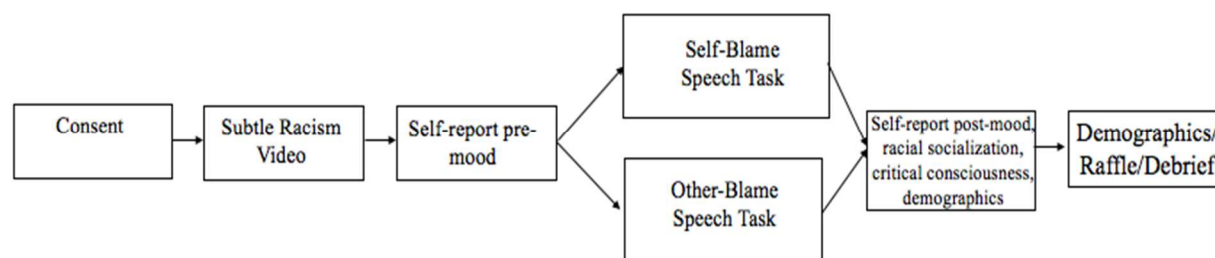 Consent
Subtle Racism
Video
Self-report pre-
mood
Self-Blame
Speech Task
Other-Blame
Speech Task
Self-report post-mood,
racial socialization,
critical consciousness,
demographics
Demographics/
Raffle/Debrief